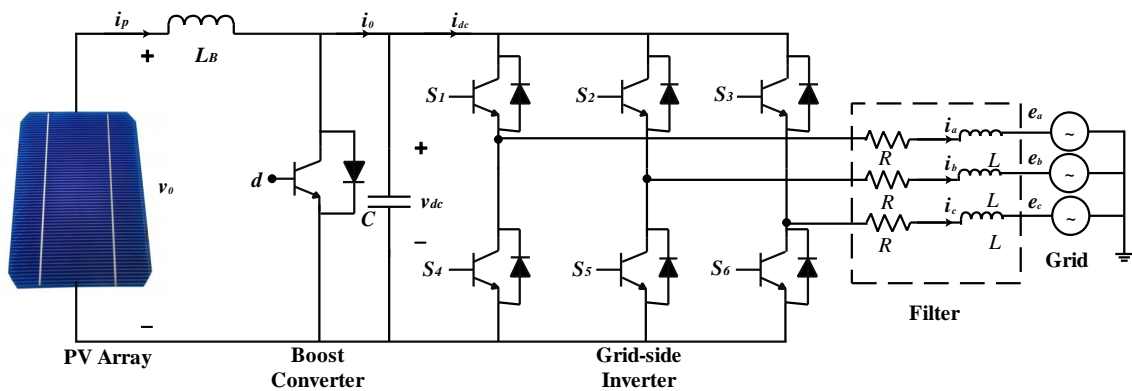 i_p
L_B
i_0
i_dc
+
S_1
S_2
S_3
v_0
d
C
+
v_dc
−
R
i_a
e_a
~
R
i_b
L
e_b
~
R
i_c
L
e_c
~
L
S_4
S_5
S_6
−
Grid
Filter
PV Array
Boost
Converter
Grid-side
Inverter